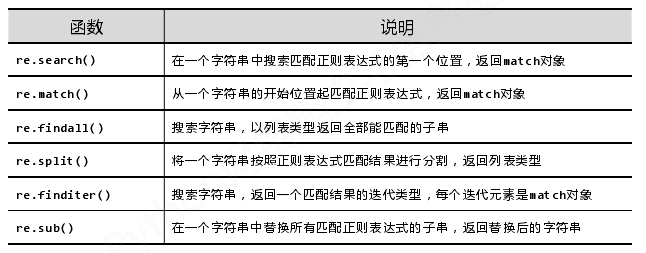 函数 说明
re.search() 在一个字符串中搜索匹配正则表达式的第一个位置，返回match对象
re.match() 从一个字符串的开始位置起匹配正则表达式，返回match对象
re.findall() 搜索字符串，以列表类型返回全部能匹配的子串
re.split() 将一个字符串按照正则表达式匹配结果进行分割，返回列表类型
re.finditer() 搜索字符串，返回一个匹配结果的迭代类型，每个迭代元素是match对象
re.sub() 在一个字符串中替换所有匹配正则表达式的子串，返回替换后的字符串